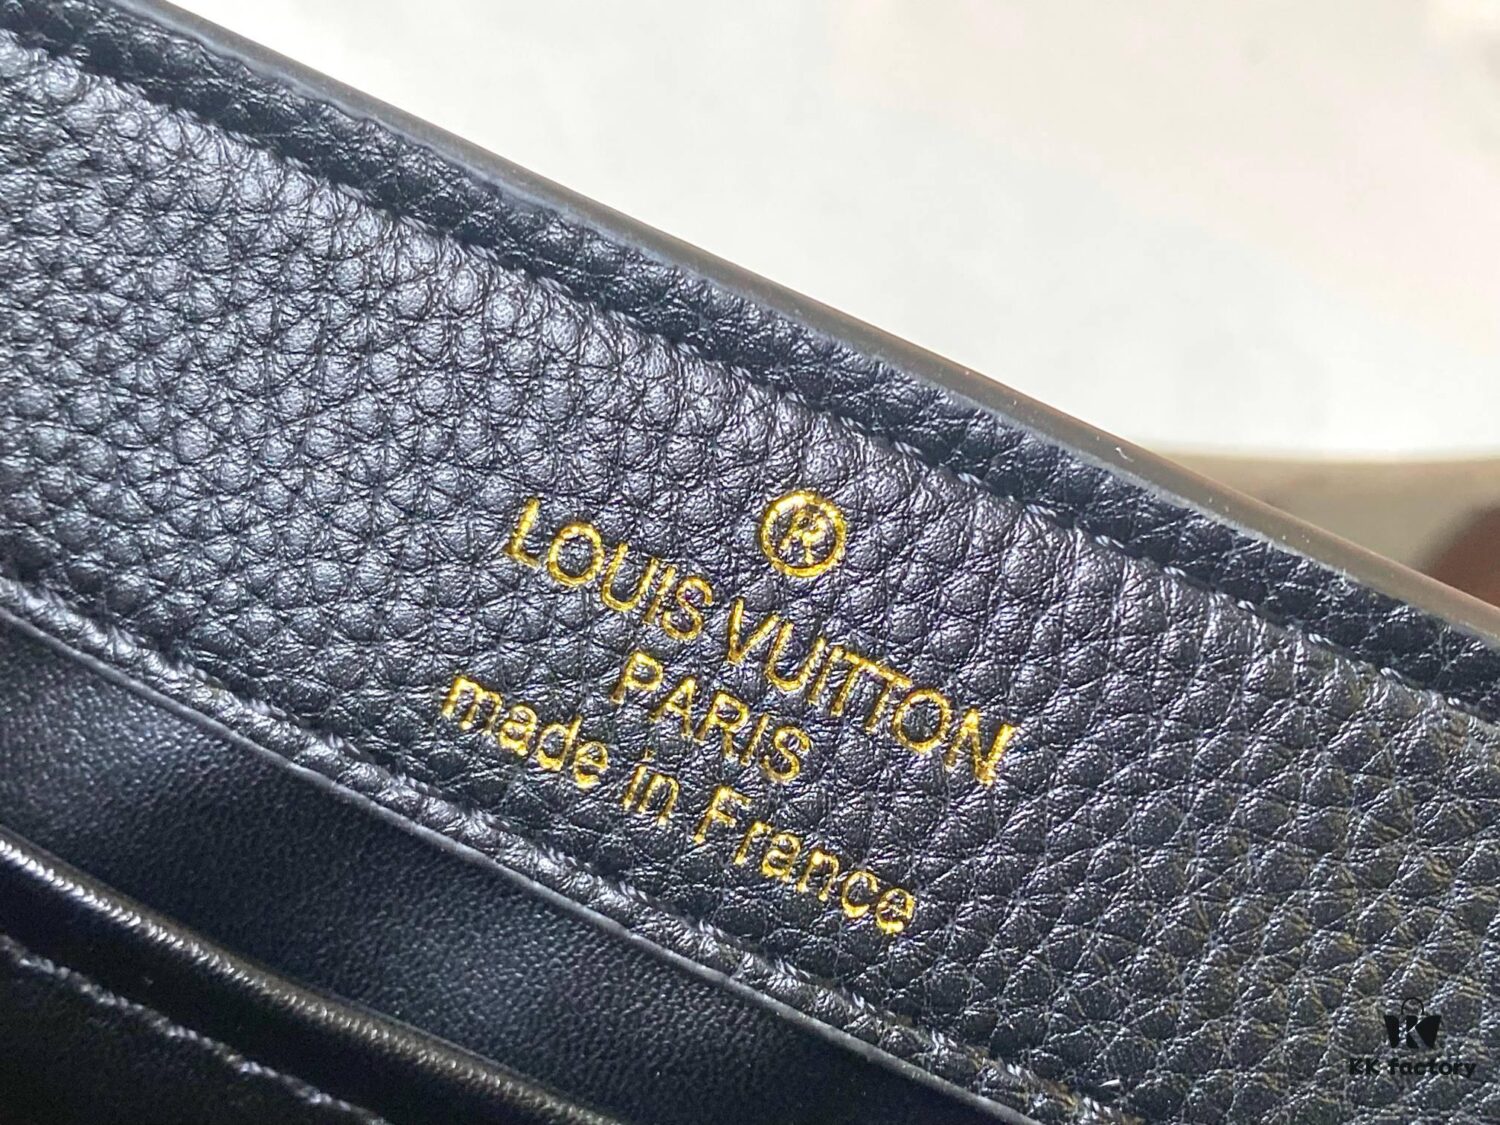 ®
LOUIS VUITTON
PARIS
made in France
KK factory